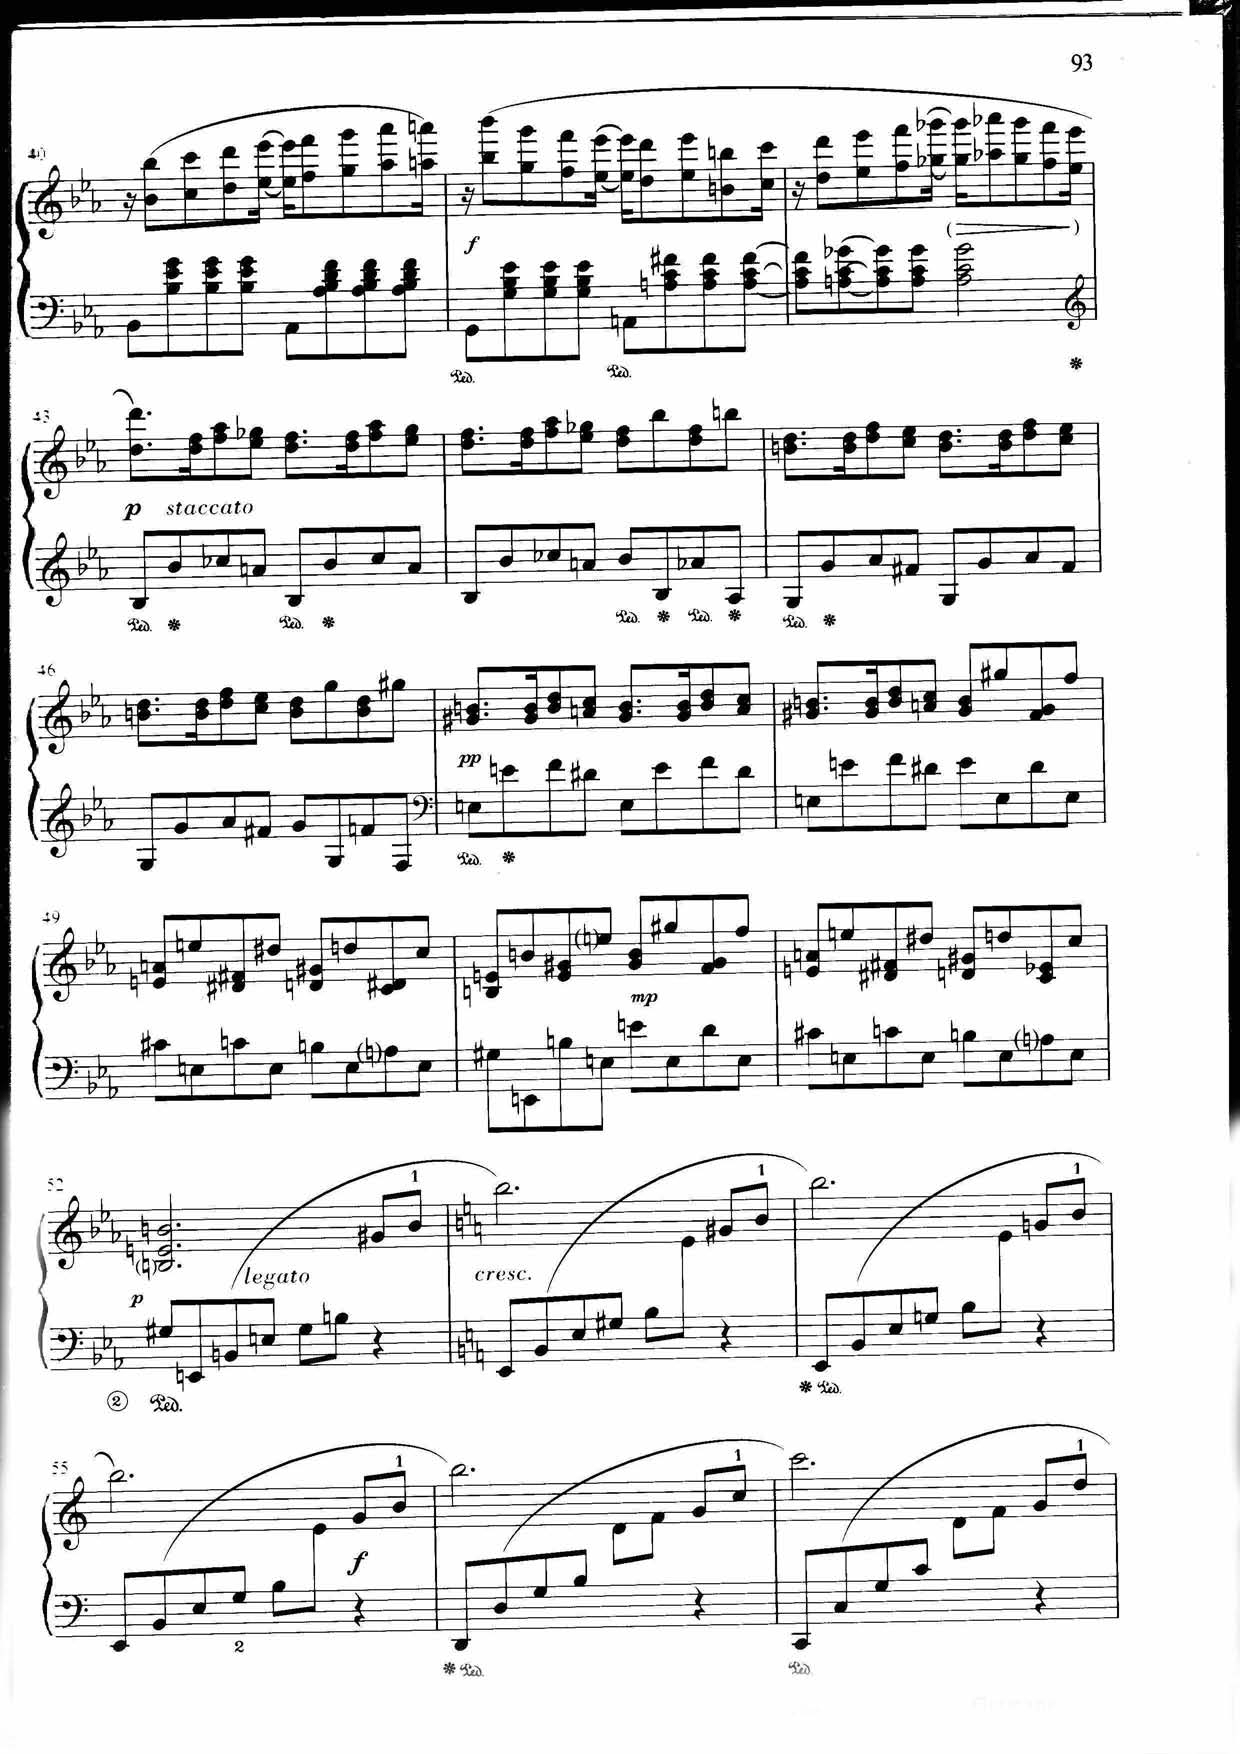 93
40
f
Ped. Ped. *
43
p staccato
Ped. * Ped. * Ped. * Ped. * Ped. *
46
pp
Ped. *
49
mp
52
1 1 1
legato cresc.
p
2 Ped. * Ped.
55
1 1 1
f
2
* Ped. Ped.